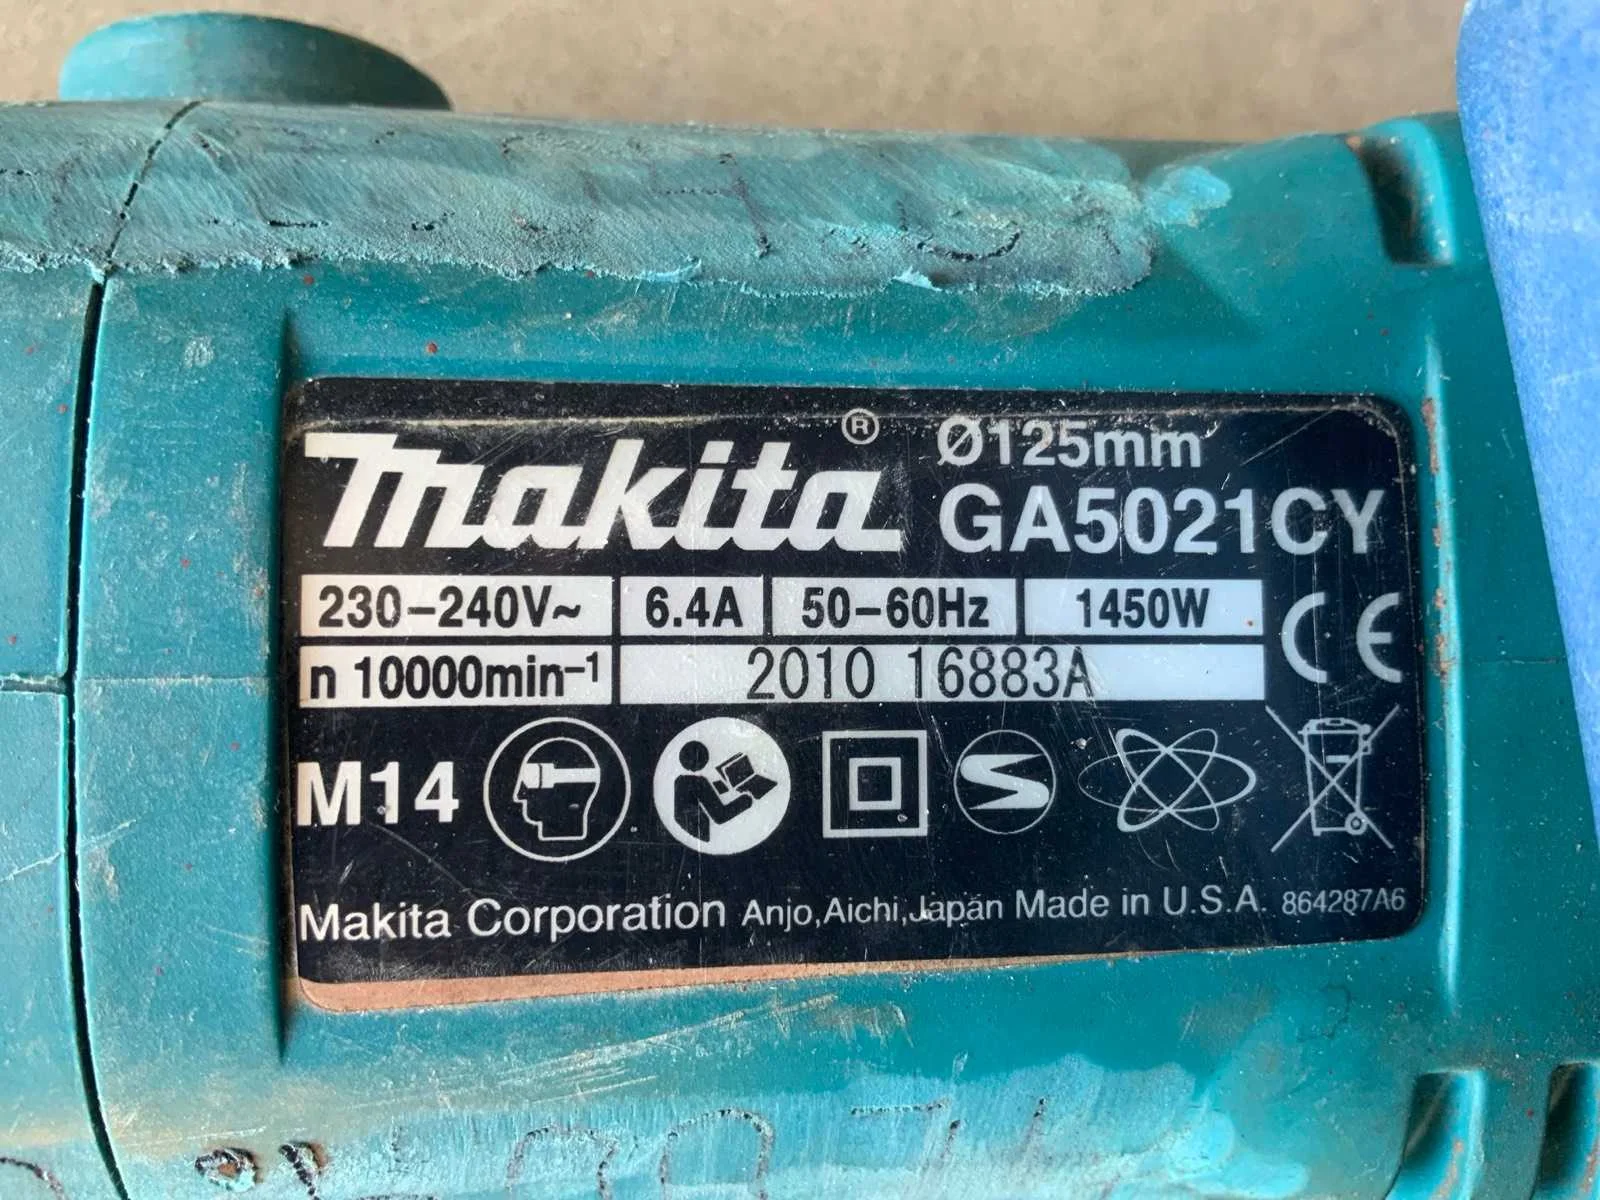 makita® Ø125mm
GA5021CY
230-240V~ 6.4A 50-60Hz 1450W
n 10000min⁻¹ 2010 16883A
CE
M14
Makita Corporation Anjo,Aichi,Japan Made in U.S.A. 864287A6